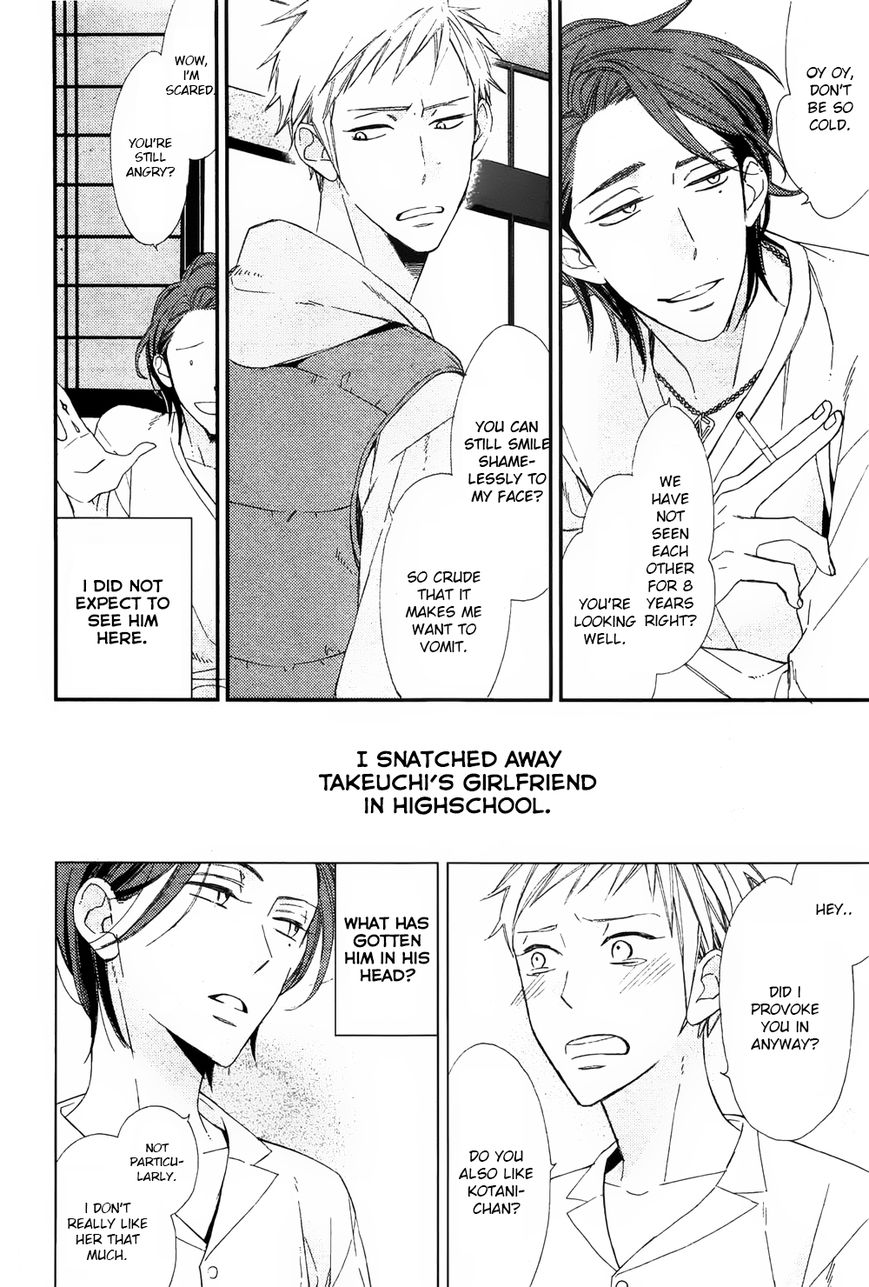 OY OY,
DON'T
BE SO
COLD.
WE
HAVE
NOT
SEEN
EACH
OTHER
FOR 8
YEARS
RIGHT?
YOU'RE
LOOKING
WELL.
YOU CAN
STILL SMILE
SHAME-
LESSLY TO
MY FACE?
SO CRUDE
THAT IT
MAKES ME
WANT TO
VOMIT.
WOW,
I'M
SCARED.
YOU'RE
STILL
ANGRY?
I DID NOT
EXPECT TO
SEE HIM
HERE.
I SNATCHED AWAY
TAKEUCHI'S GIRLFRIEND
IN HIGHSCHOOL.
HEY..
DID I
PROVOKE
YOU IN
ANYWAY?
DO YOU
ALSO LIKE
KOTANI-
CHAN?
WHAT HAS
GOTTEN
HIM IN HIS
HEAD?
NOT
PARTICU-
LARLY.
I DON'T
REALLY LIKE
HER THAT
MUCH.